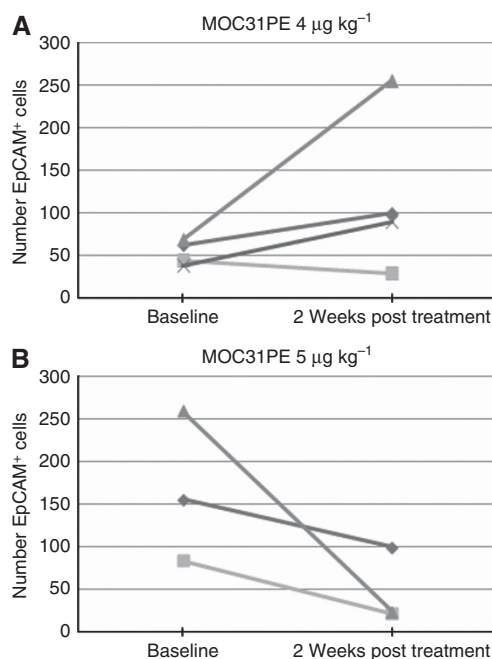 A MOC31PE 4 µg kg⁻¹
Number EpCAM⁺ cells
300
250
200
150
100
50
0
Baseline 2 Weeks post treatment
B MOC31PE 5 µg kg⁻¹
Number EpCAM⁺ cells
300
250
200
150
100
50
0
Baseline 2 Weeks post treatment